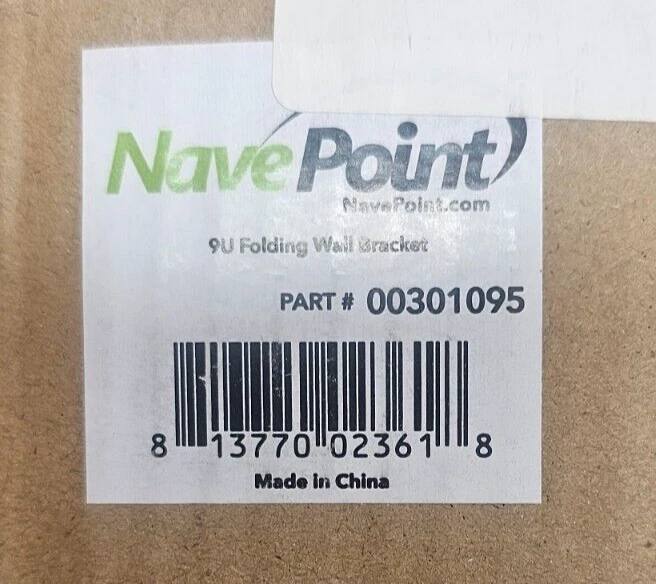 NavePoint
NavePoint.com
9U Folding Wall Bracket
PART # 00301095
8 13770 02361 8
Made in China